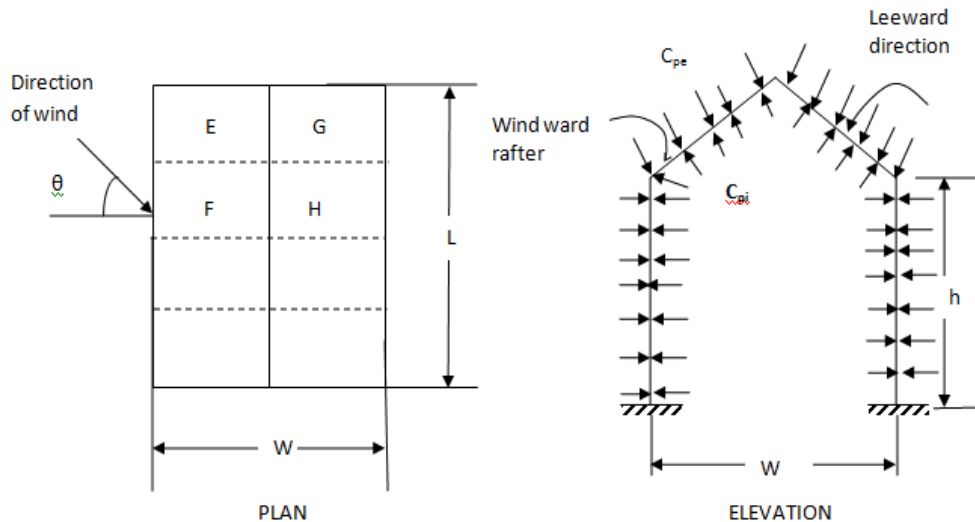 Direction
of wind
θ
E
G
F
H
L
W
PLAN
Leeward
direction
Cpe
Wind ward
rafter
Cpi
h
W
ELEVATION